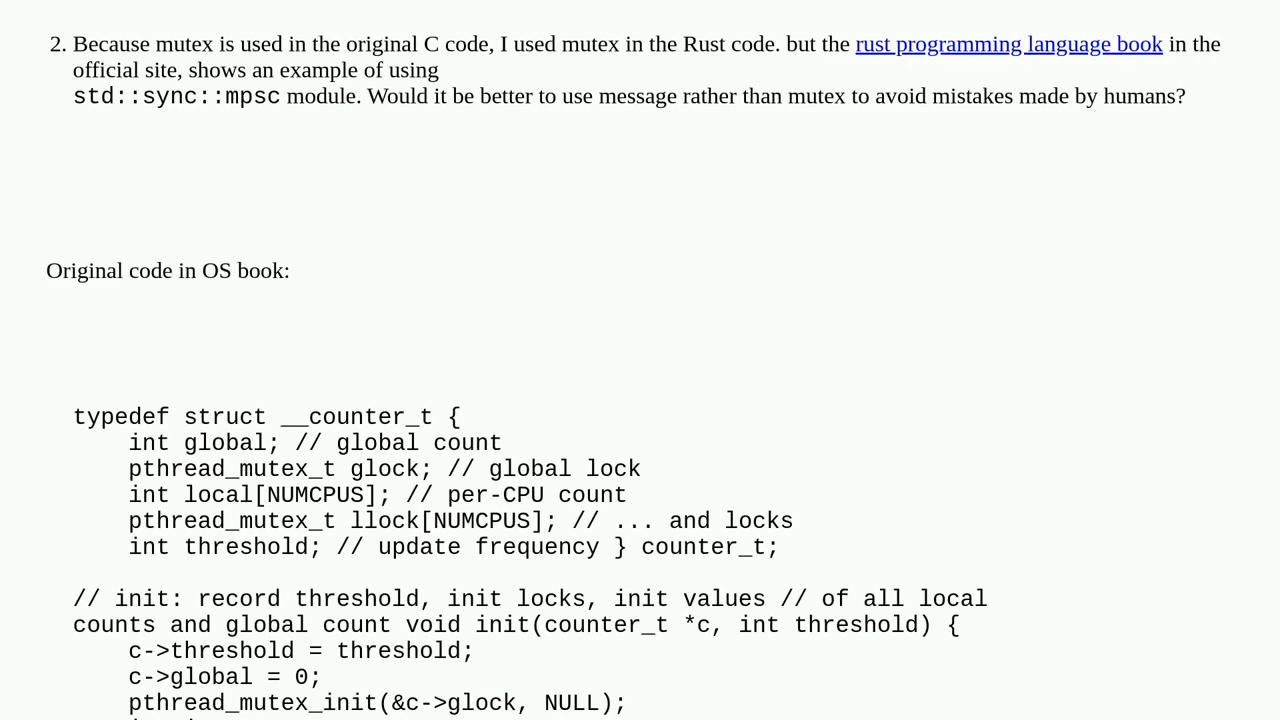 2. Because mutex is used in the original C code, I used mutex in the Rust code. but the rust programming language book in the
official site, shows an example of using
std::sync::mpsc module. Would it be better to use message rather than mutex to avoid mistakes made by humans?
Original code in OS book:
typedef struct __counter_t {
    int global; // global count
    pthread_mutex_t glock; // global lock
    int local[NUMCPUS]; // per-CPU count
    pthread_mutex_t llock[NUMCPUS]; // ... and locks
    int threshold; // update frequency } counter_t;
// init: record threshold, init locks, init values // of all local
counts and global count void init(counter_t *c, int threshold) {
    c->threshold = threshold;
    c->global = 0;
    pthread_mutex_init(&c->glock, NULL);